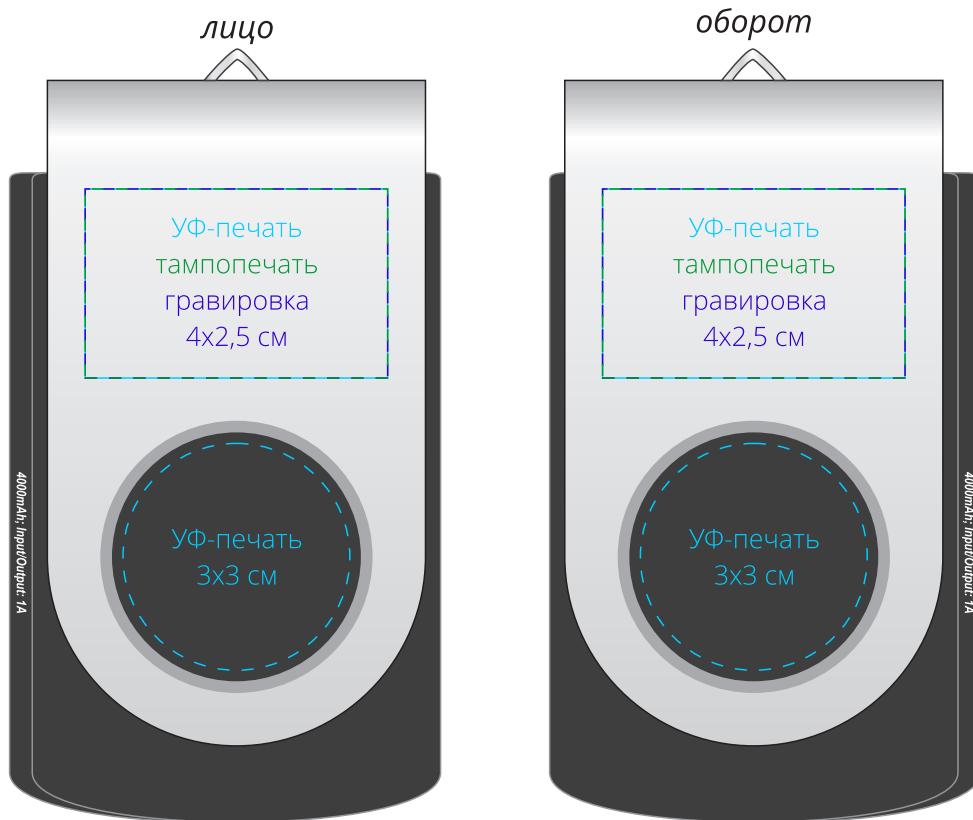 лицо
УФ-печать
тампопечать
гравировка
4х2,5 см
УФ-печать
3х3 см
4000mAh; Input/Output: 1A
оборот
УФ-печать
тампопечать
гравировка
4х2,5 см
УФ-печать
3х3 см
4000mAh; Input/Output: 1A